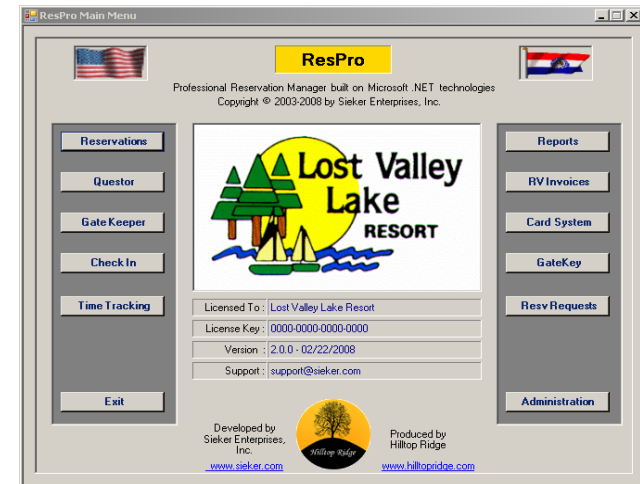 ResPro Main Menu
ResPro
Professional Reservation Manager built on Microsoft .NET technologies
Copyright © 2003-2008 by Sieker Enterprises, Inc.
Reservations
Questor
Gate Keeper
Check In
Time Tracking
Exit
Lost Valley
Lake
RESORT
Licensed To : Lost Valley Lake Resort
License Key : 0000-0000-0000-0000
Version : 2.0.0 - 02/22/2008
Support : support@sieker.com
Reports
RV Invoices
Card System
GateKey
Resv Requests
Administration
Developed by
Sieker Enterprises,
Inc.
www.sieker.com
Hilltop Ridge
Produced by
Hilltop Ridge
www.hilltopridge.com